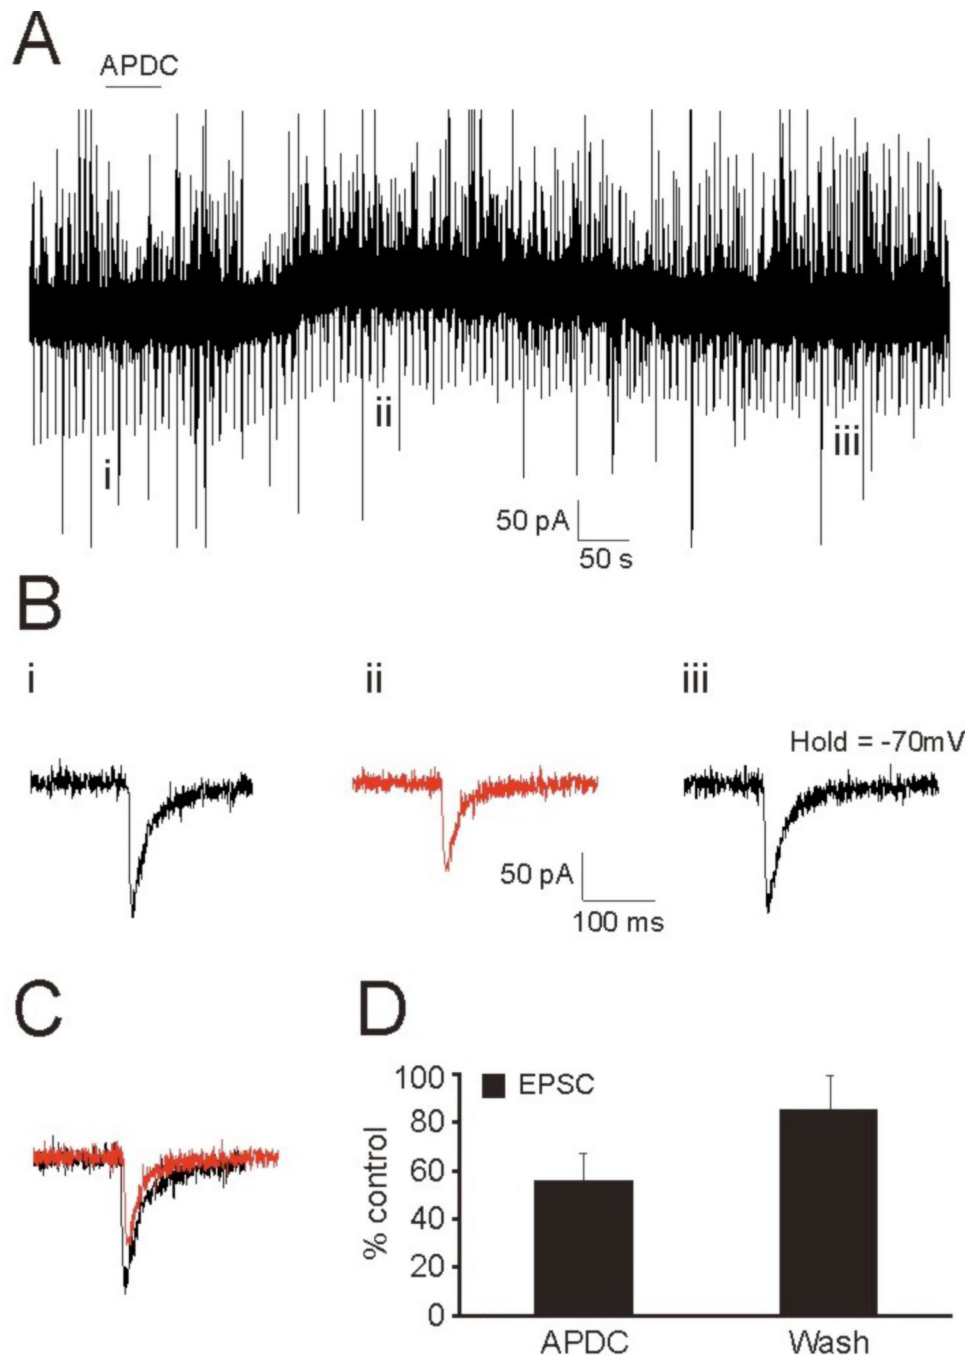 A
APDC
i
ii
iii
50 pA
50 s
B
i
ii
iii
Hold = -70mV
50 pA
100 ms
C
D
% control
100
80
60
40
20
0
EPSC
APDC
Wash